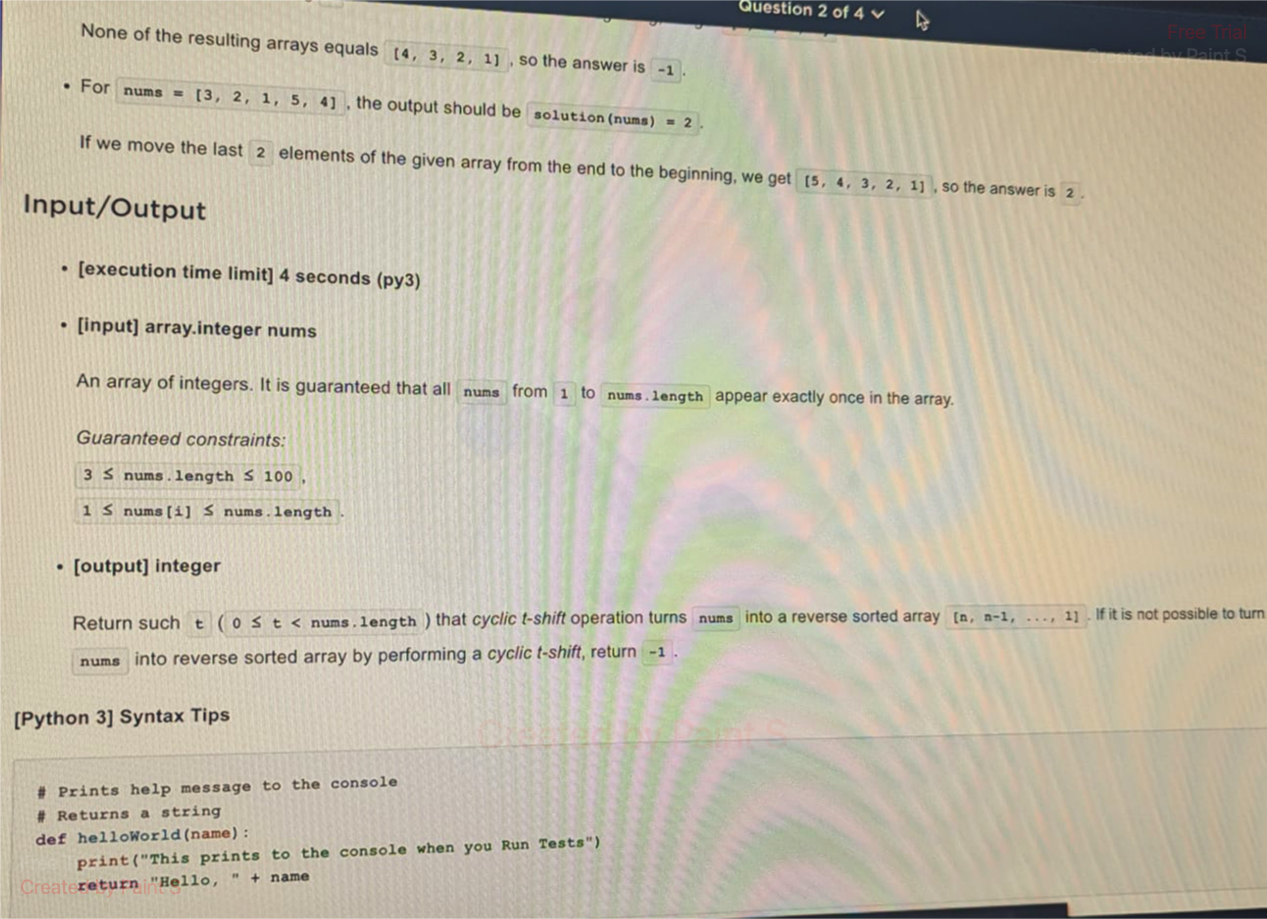 Question 2 of 4
Free Trial
Created by Paint S
None of the resulting arrays equals [4, 3, 2, 1] , so the answer is -1 .
• For nums = [3, 2, 1, 5, 4] , the output should be solution(nums) = 2 .
If we move the last 2 elements of the given array from the end to the beginning, we get [5, 4, 3, 2, 1] , so the answer is 2 .
Input/Output
• [execution time limit] 4 seconds (py3)
• [input] array.integer nums
An array of integers. It is guaranteed that all nums from 1 to nums.length appear exactly once in the array.
Guaranteed constraints:
3 ≤ nums.length ≤ 100 ,
1 ≤ nums[i] ≤ nums.length .
• [output] integer
Return such t ( 0 ≤ t < nums.length ) that cyclic t-shift operation turns nums into a reverse sorted array [n, n-1, ..., 1] . If it is not possible to turn
nums into reverse sorted array by performing a cyclic t-shift, return -1 .
[Python 3] Syntax Tips
Created by Paint S
# Prints help message to the console
# Returns a string
def helloWorld(name):
print("This prints to the console when you Run Tests")
return "Hello, " + name
Created by Paint S